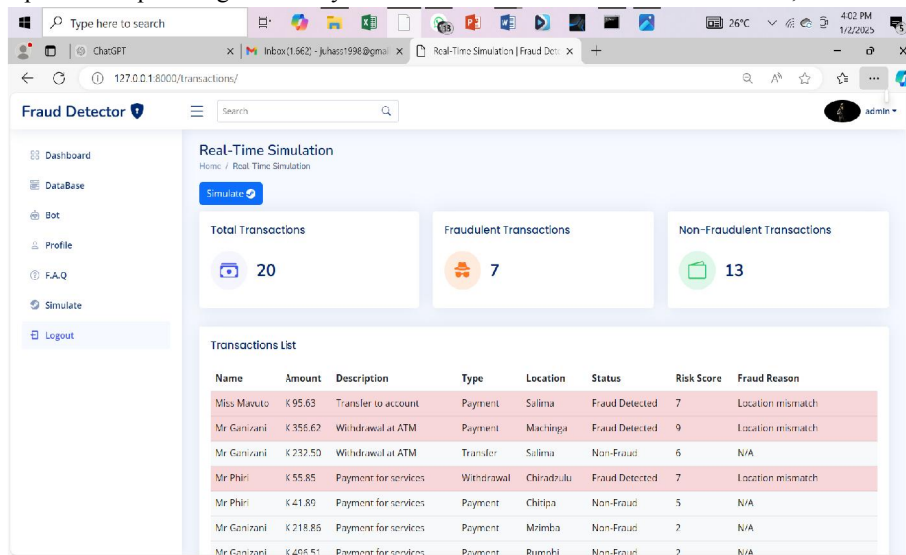 Type here to search
26°C
4:02 PM
1/2/2025
ChatGPT
Inbox (1,662) - juhass1998@gmai
Real-Time Simulation | Fraud Dete
127.0.0.1:8000/transactions/
Fraud Detector
Search
admin
Dashboard
DataBase
Bot
Profile
F.A.Q
Simulate
Logout
Real-Time Simulation
Home / Real Time Simulation
Simulate
Total Transactions
20
Fraudulent Transactions
7
Non-Fraudulent Transactions
13
Transactions List
Name Amount Description Type Location Status Risk Score Fraud Reason
Miss Mavuto K 95.63 Transfer to account Payment Salima Fraud Detected 7 Location mismatch
Mr Ganizani K 356.62 Withdrawal at ATM Payment Machinga Fraud Detected 9 Location mismatch
Mr Ganizani K 232.50 Withdrawal at ATM Transfer Salima Non-Fraud 6 N/A
Mr Phiri K 55.85 Payment for services Withdrawal Chiradzulu Fraud Detected 7 Location mismatch
Mr Phiri K 41.89 Payment for services Payment Chitipa Non-Fraud 5 N/A
Mr Ganizani K 218.86 Payment for services Payment Mzimba Non-Fraud 2 N/A
Mr Ganizani K 496.51 Payment for services Payment Rumphi Non-Fraud 2 N/A